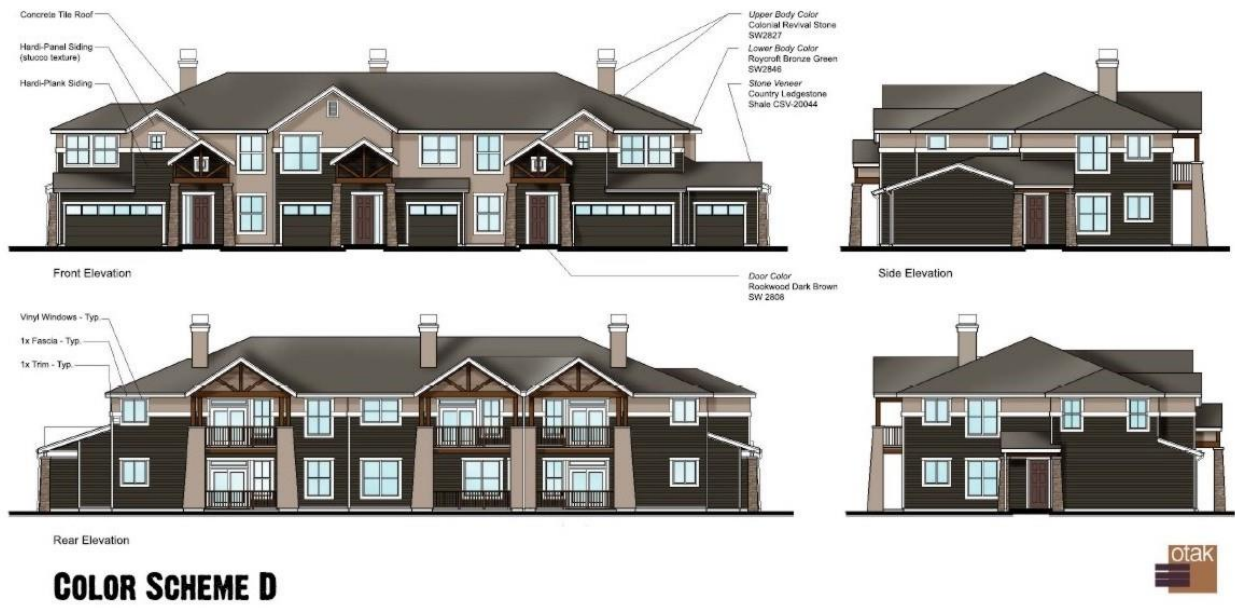 Concrete Tile Roof
Hardi-Panel Siding
(stucco texture)
Hardi-Plank Siding
Upper Body Color
Colonial Revival Stone
SW2827
Lower Body Color
Roycroft Bronze Green
SW2846
Stone Veneer
Country Ledgestone
Shale CSV-20044
Front Elevation
Side Elevation
Door Color
Rookwood Dark Brown
SW 2808
Vinyl Windows - Typ.
1x Fascia - Typ.
1x Trim - Typ.
Rear Elevation
COLOR SCHEME D
otak